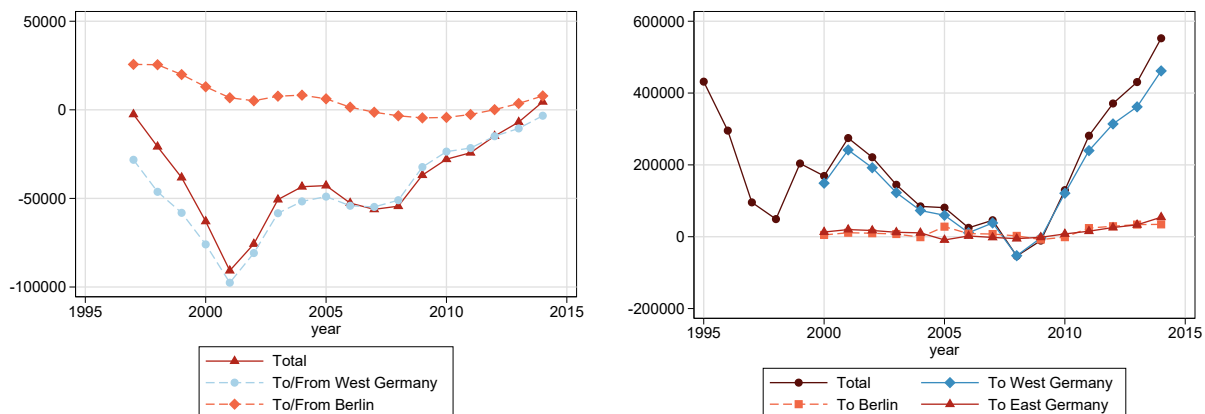 50000
0
-50000
-100000
1995 2000 2005 2010 2015
year
Total
To/From West Germany
To/From Berlin
600000
400000
200000
0
-200000
1995 2000 2005 2010 2015
year
Total To West Germany
To Berlin To East Germany